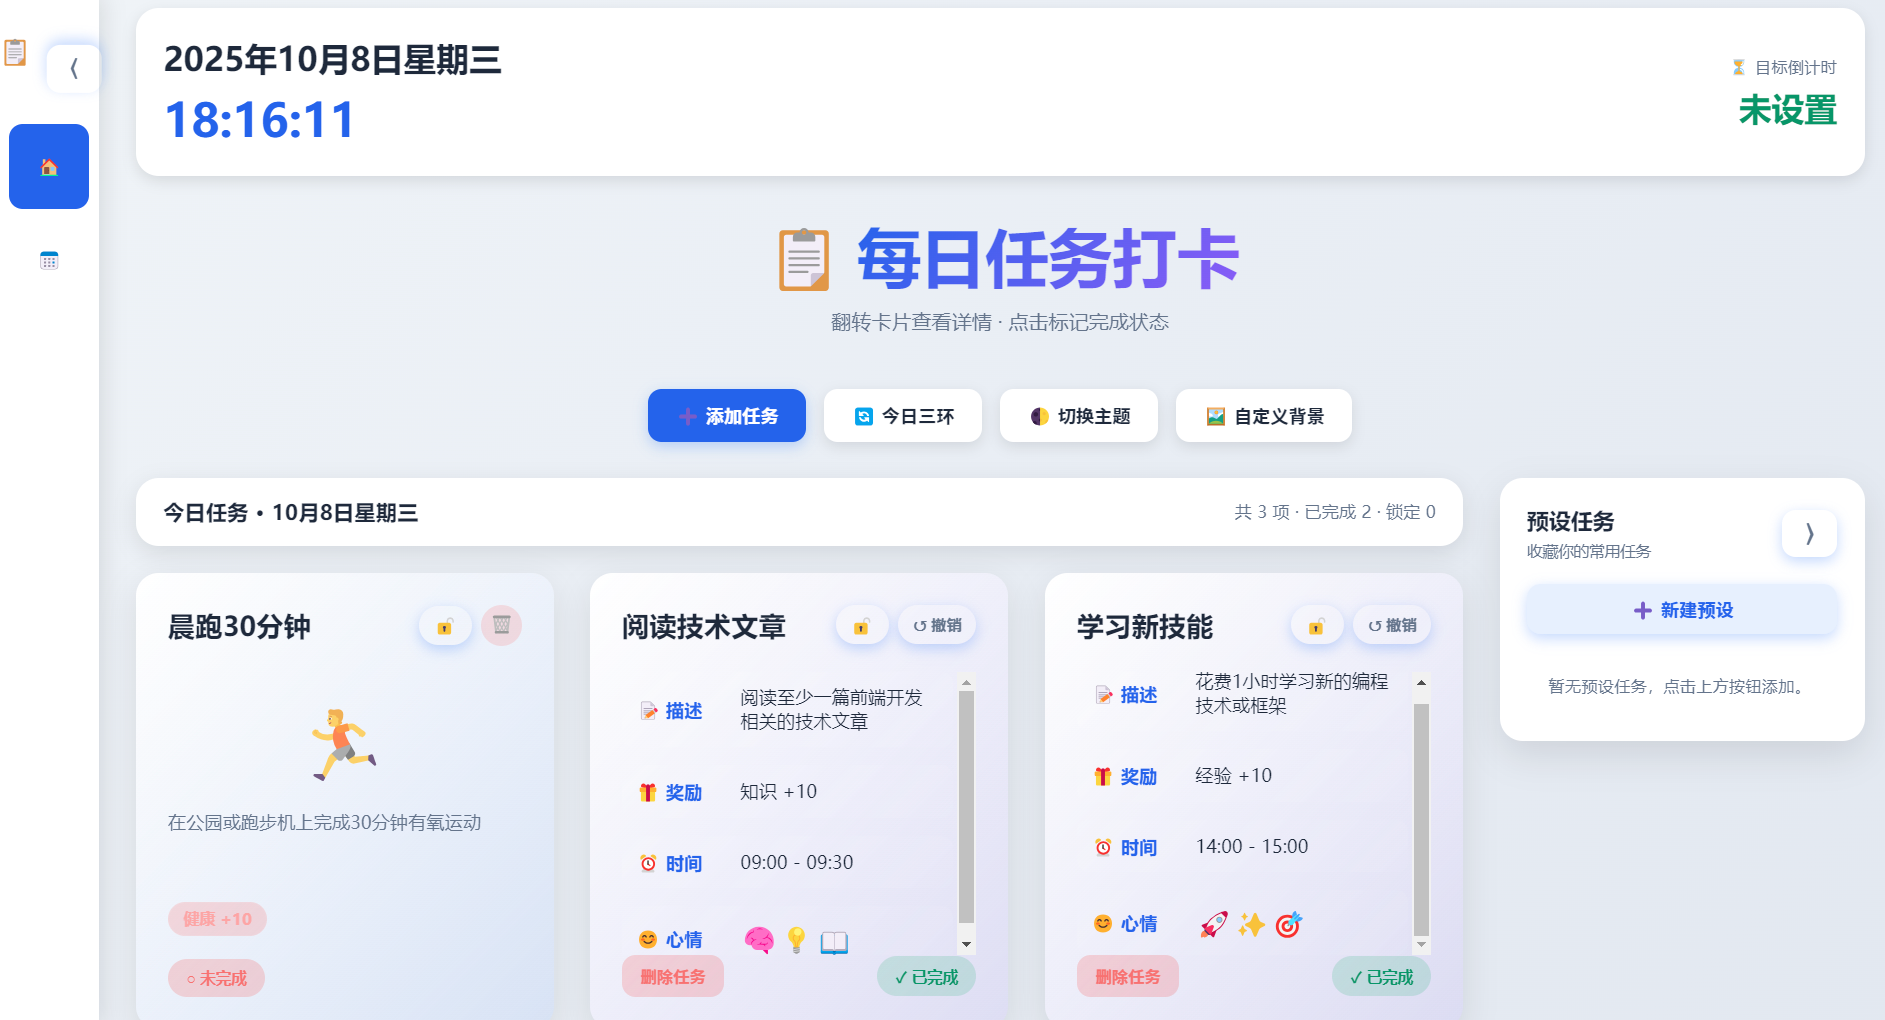 2025年10月8日星期三
18:16:11
⏳ 目标倒计时
未设置
📋 每日任务打卡
翻转卡片查看详情 · 点击标记完成状态
➕ 添加任务
🔄 今日三环
🌓 切换主题
🖼️ 自定义背景
今日任务 • 10月8日星期三
共 3 项 · 已完成 2 · 锁定 0
晨跑30分钟
在公园或跑步机上完成30分钟有氧运动
健康 +10
○ 未完成
阅读技术文章
↺ 撤销
📝 描述
阅读至少一篇前端开发
相关的技术文章
🎁 奖励
知识 +10
⏰ 时间
09:00 - 09:30
😊 心情
删除任务
✓ 已完成
学习新技能
↺ 撤销
📝 描述
花费1小时学习新的编程
技术或框架
🎁 奖励
经验 +10
⏰ 时间
14:00 - 15:00
😊 心情
删除任务
✓ 已完成
预设任务
收藏你的常用任务
➕ 新建预设
暂无预设任务，点击上方按钮添加。